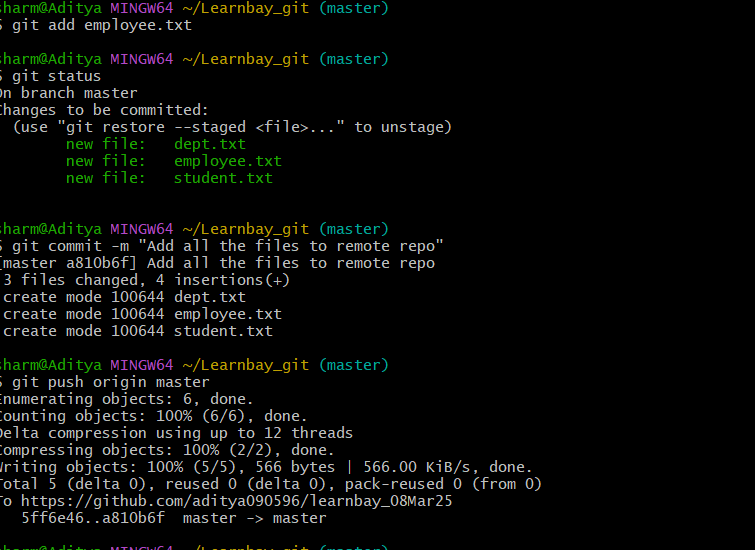 sharm@Aditya MINGW64 ~/Learnbay_git (master)
$ git add employee.txt
sharm@Aditya MINGW64 ~/Learnbay_git (master)
$ git status
On branch master
Changes to be committed:
  (use "git restore --staged <file>..." to unstage)
        new file:   dept.txt
        new file:   employee.txt
        new file:   student.txt
sharm@Aditya MINGW64 ~/Learnbay_git (master)
$ git commit -m "Add all the files to remote repo"
[master a810b6f] Add all the files to remote repo
 3 files changed, 4 insertions(+)
 create mode 100644 dept.txt
 create mode 100644 employee.txt
 create mode 100644 student.txt
sharm@Aditya MINGW64 ~/Learnbay_git (master)
$ git push origin master
Enumerating objects: 6, done.
Counting objects: 100% (6/6), done.
Delta compression using up to 12 threads
Compressing objects: 100% (2/2), done.
Writing objects: 100% (5/5), 566 bytes | 566.00 KiB/s, done.
Total 5 (delta 0), reused 0 (delta 0), pack-reused 0 (from 0)
To https://github.com/aditya090596/learnbay_08Mar25
   5ff6e46..a810b6f  master -> master
sharm@Aditya MINGW64 ~/Learnbay_git (master)